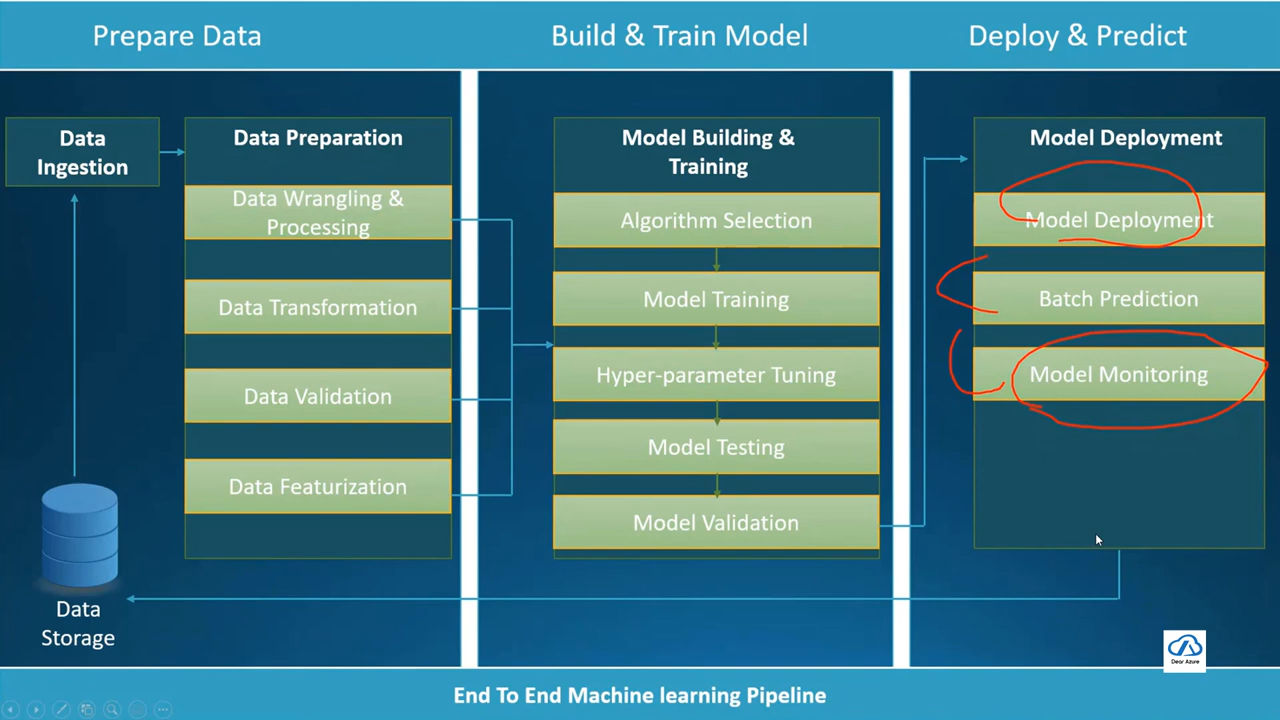 Prepare Data
Build & Train Model
Deploy & Predict
Data
Ingestion
Data Preparation
Data Wrangling &
Processing
Data Transformation
Data Validation
Data Featurization
Data
Storage
Model Building &
Training
Algorithm Selection
Model Training
Hyper-parameter Tuning
Model Testing
Model Validation
Model Deployment
Model Deployment
Batch Prediction
Model Monitoring
Dear Azure
End To End Machine learning Pipeline